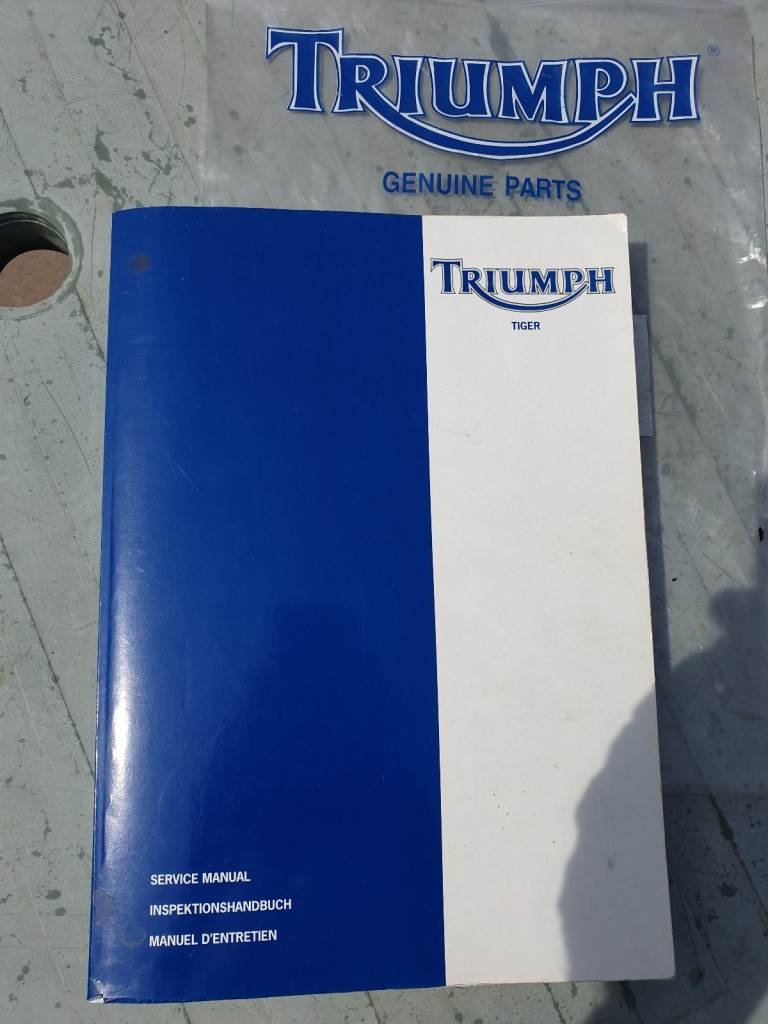 TRIUMPH®
GENUINE PARTS
TRIUMPH
TIGER
SERVICE MANUAL
INSPEKTIONSHANDBUCH
MANUEL D'ENTRETIEN